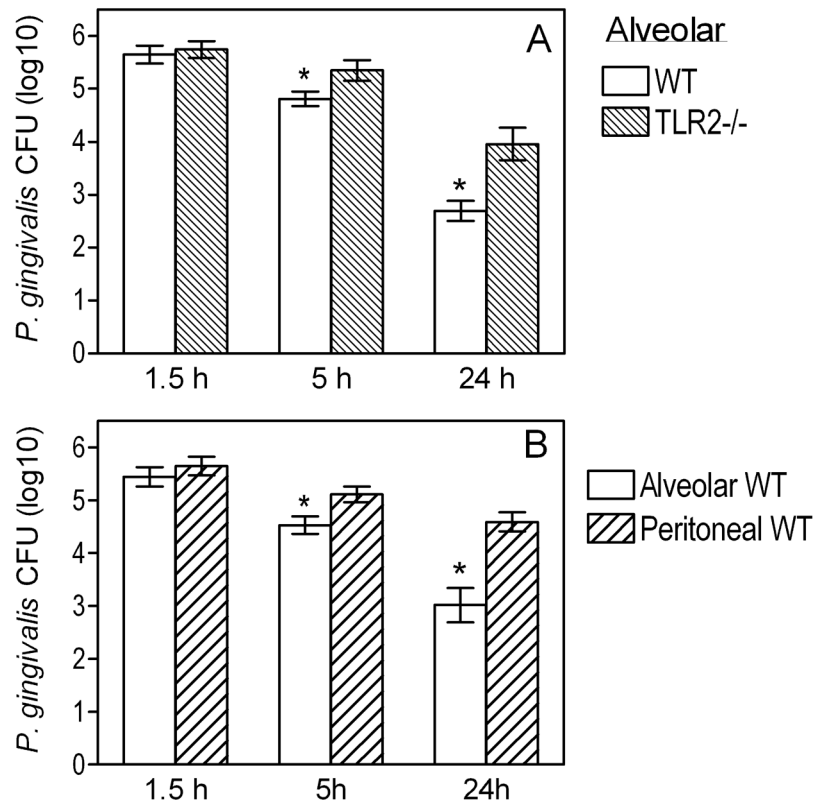 P. gingivalis CFU (log10)
6
5
4
3
2
1
0
A
*
*
1.5 h 5 h 24 h
Alveolar
WT
TLR2-/-
P. gingivalis CFU (log10)
6
5
4
3
2
1
0
B
*
*
1.5 h 5h 24h
Alveolar WT
Peritoneal WT